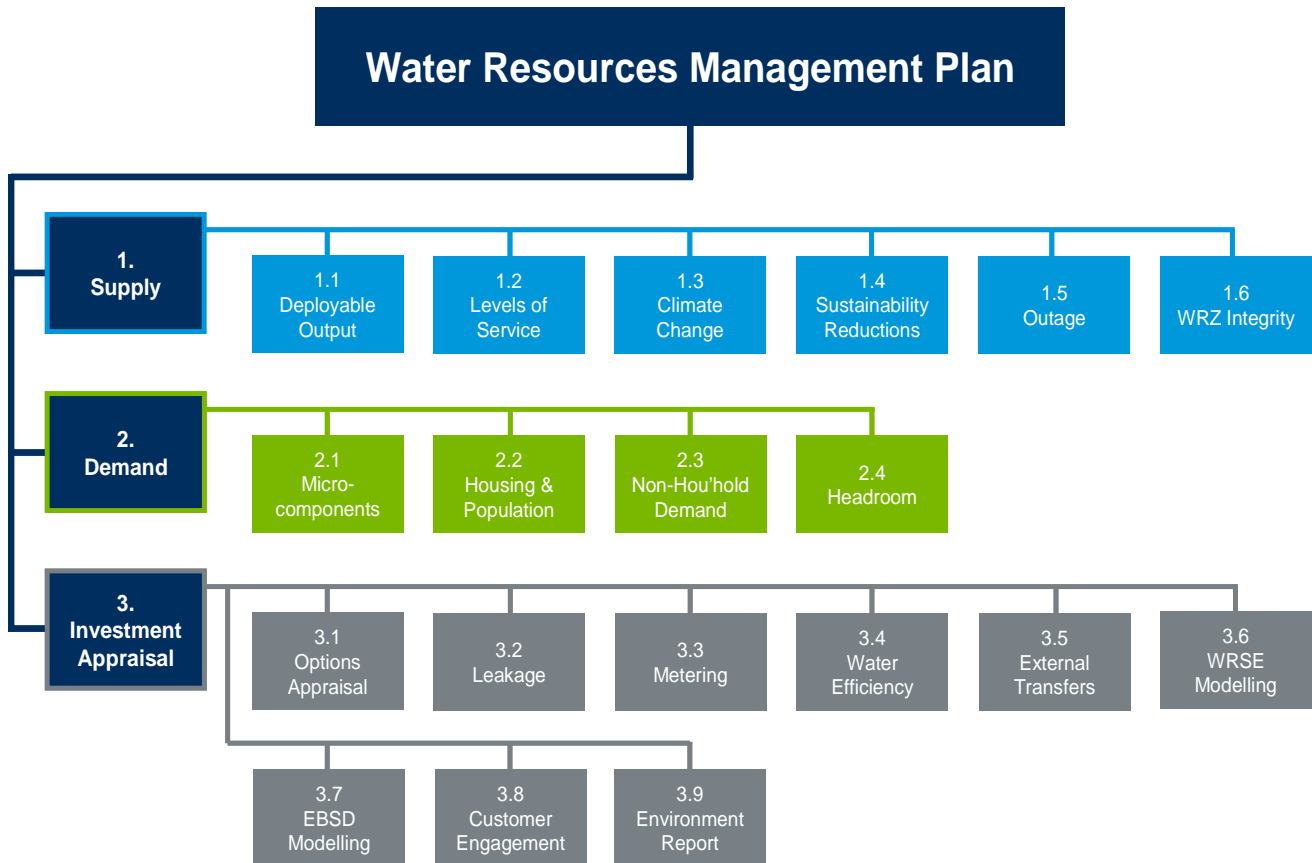 Water Resources Management Plan
1.
Supply
1.1
Deployable
Output
1.2
Levels of
Service
1.3
Climate
Change
1.4
Sustainability
Reductions
1.5
Outage
1.6
WRZ Integrity
2.
Demand
2.1
Micro-
components
2.2
Housing &
Population
2.3
Non-Hou'hold
Demand
2.4
Headroom
3.
Investment
Appraisal
3.1
Options
Appraisal
3.2
Leakage
3.3
Metering
3.4
Water
Efficiency
3.5
External
Transfers
3.6
WRSE
Modelling
3.7
EBSD
Modelling
3.8
Customer
Engagement
3.9
Environment
Report